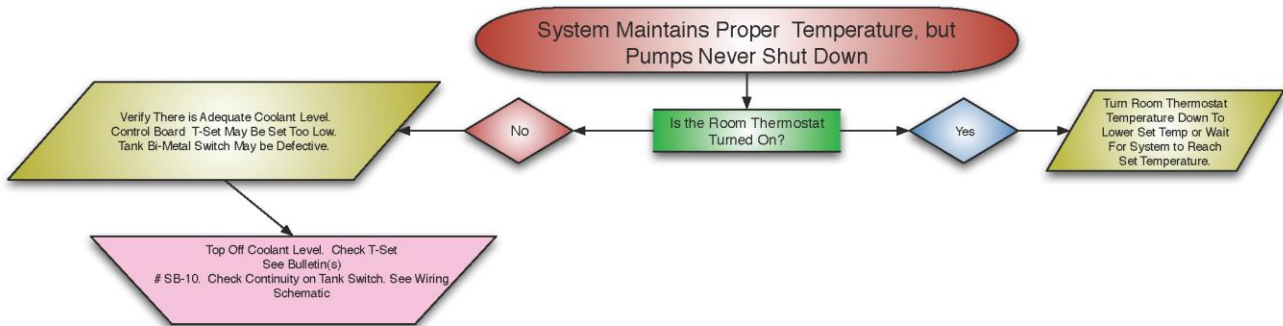 System Maintains Proper Temperature, but
Pumps Never Shut Down
Verify There is Adequate Coolant Level.
Control Board T-Set May Be Set Too Low.
Tank Bi-Metal Switch May be Defective.
No
Is the Room Thermostat
Turned On?
Yes
Turn Room Thermostat
Temperature Down To
Lower Set Temp or Wait
For System to Reach
Set Temperature.
Top Off Coolant Level. Check T-Set
See Bulletin(s)
# SB-10. Check Continuity on Tank Switch. See Wiring
Schematic